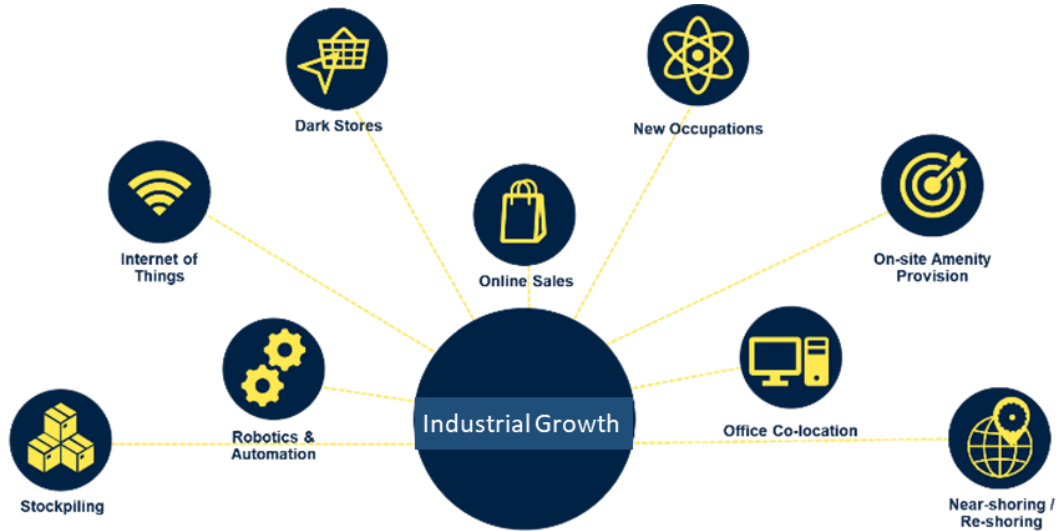 Dark Stores
New Occupations
Internet of
Things
Online Sales
On-site Amenity
Provision
Industrial Growth
Robotics &
Automation
Office Co-location
Stockpiling
Near-shoring /
Re-shoring